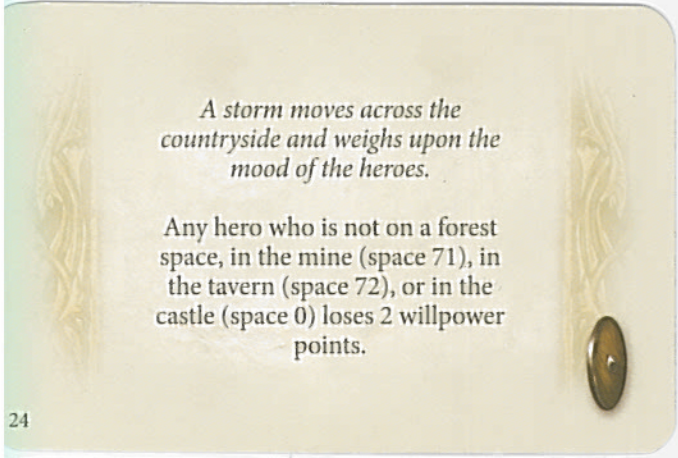 A storm moves across the
countryside and weighs upon the
mood of the heroes.
Any hero who is not on a forest
space, in the mine (space 71), in
the tavern (space 72), or in the
castle (space 0) loses 2 willpower
points.
24